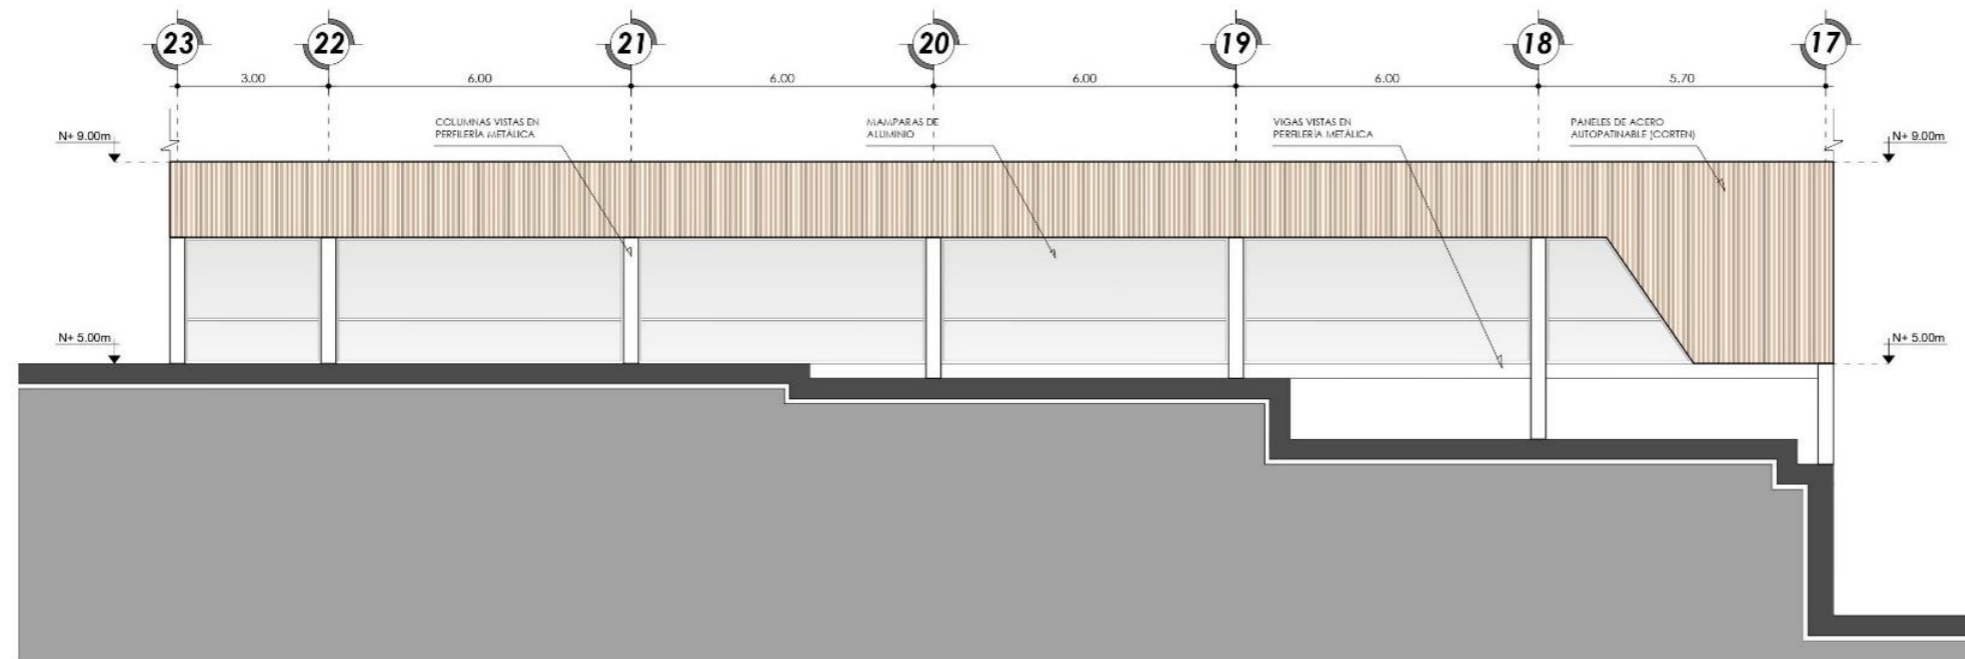 23 22 21 20 19 18 17
3.00 6.00 6.00 6.00 6.00 5.70
COLUMNAS VISTAS EN
PERFILERÍA METÁLICA
MAMPARAS DE
ALUMINIO
VIGAS VISTAS EN
PERFILERÍA METÁLICA
PANELES DE ACERO
AUTOPATINABLE (CORTEN)
N+ 9.00m
N+ 9.00m
N+ 5.00m
N+ 5.00m